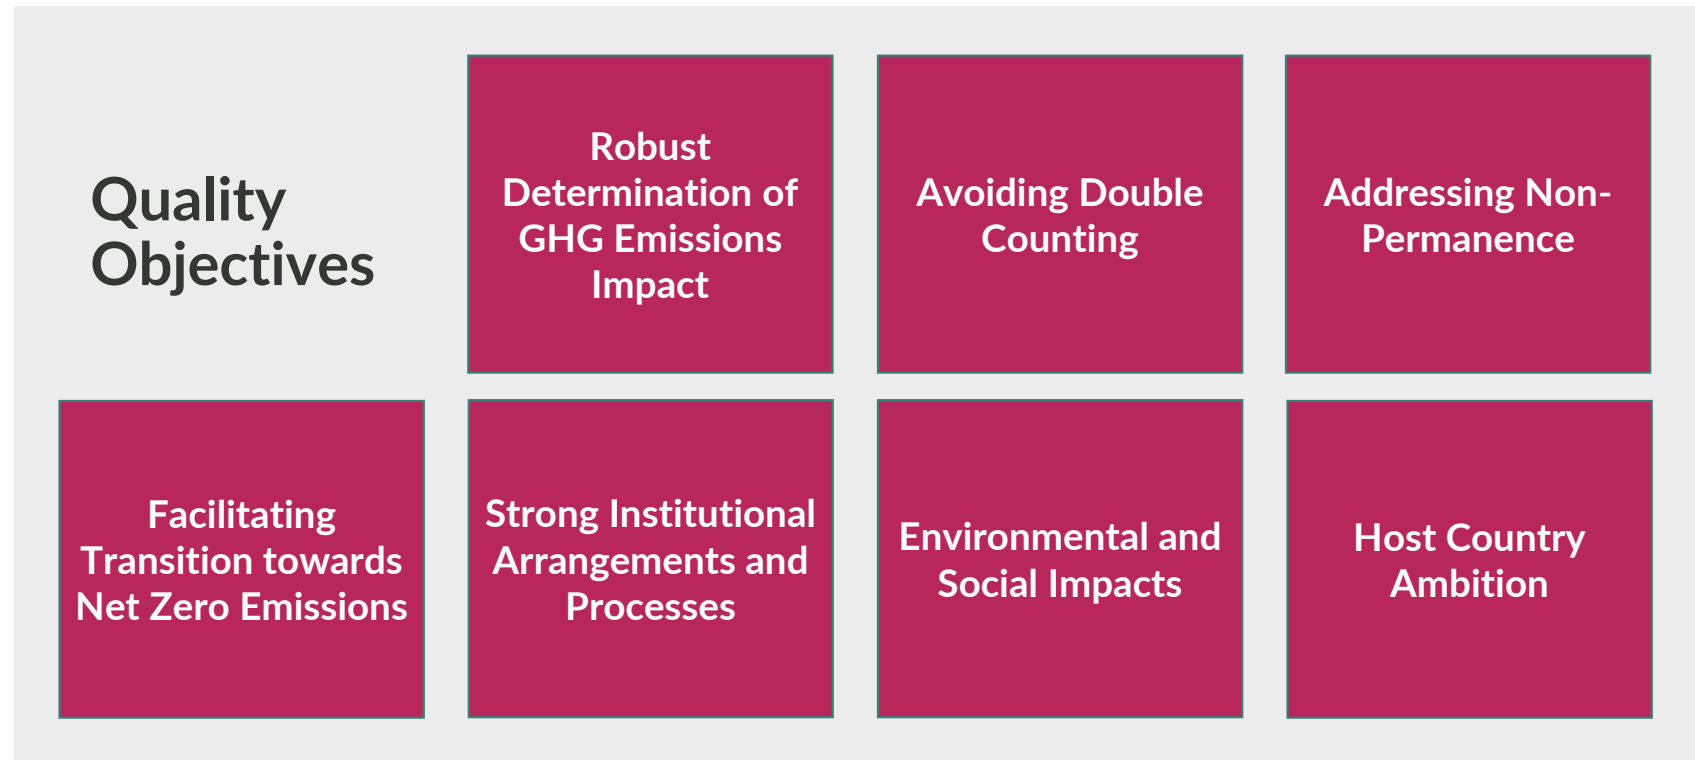 Quality
Objectives
Robust
Determination of
GHG Emissions
Impact
Avoiding Double
Counting
Addressing Non-
Permanence
Facilitating
Transition towards
Net Zero Emissions
Strong Institutional
Arrangements and
Processes
Environmental and
Social Impacts
Host Country
Ambition